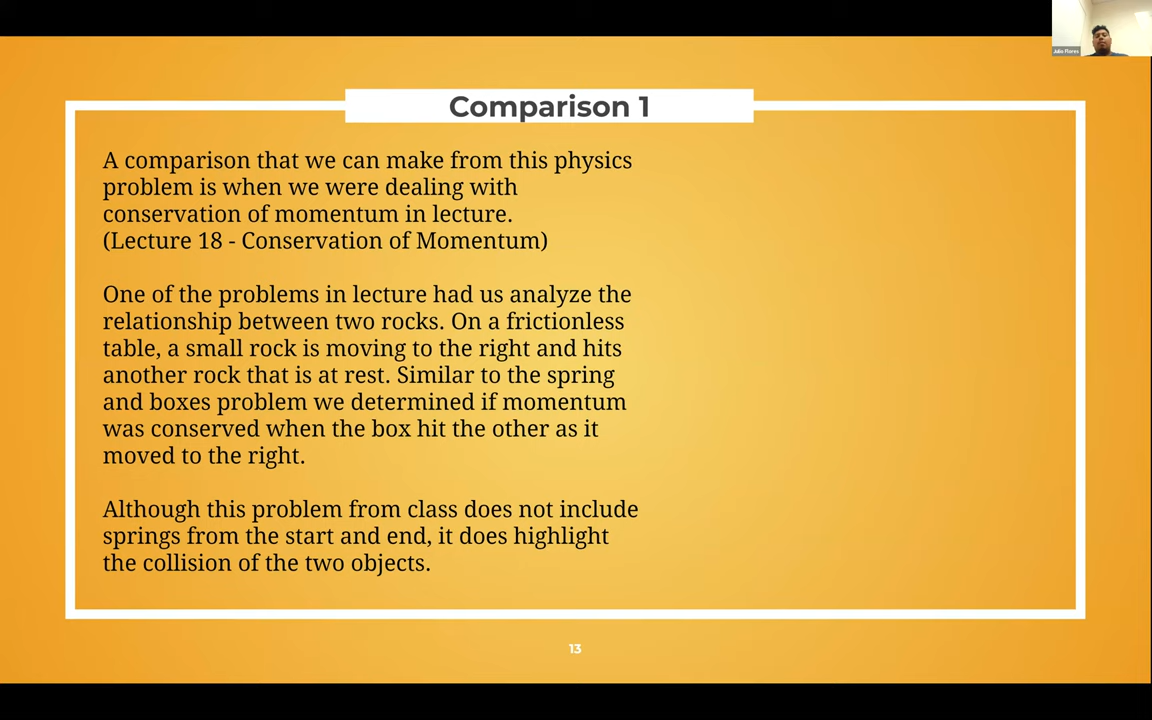 Julio Flores
Comparison 1
A comparison that we can make from this physics
problem is when we were dealing with
conservation of momentum in lecture.
(Lecture 18 - Conservation of Momentum)
One of the problems in lecture had us analyze the
relationship between two rocks. On a frictionless
table, a small rock is moving to the right and hits
another rock that is at rest. Similar to the spring
and boxes problem we determined if momentum
was conserved when the box hit the other as it
moved to the right.
Although this problem from class does not include
springs from the start and end, it does highlight
the collision of the two objects.
13